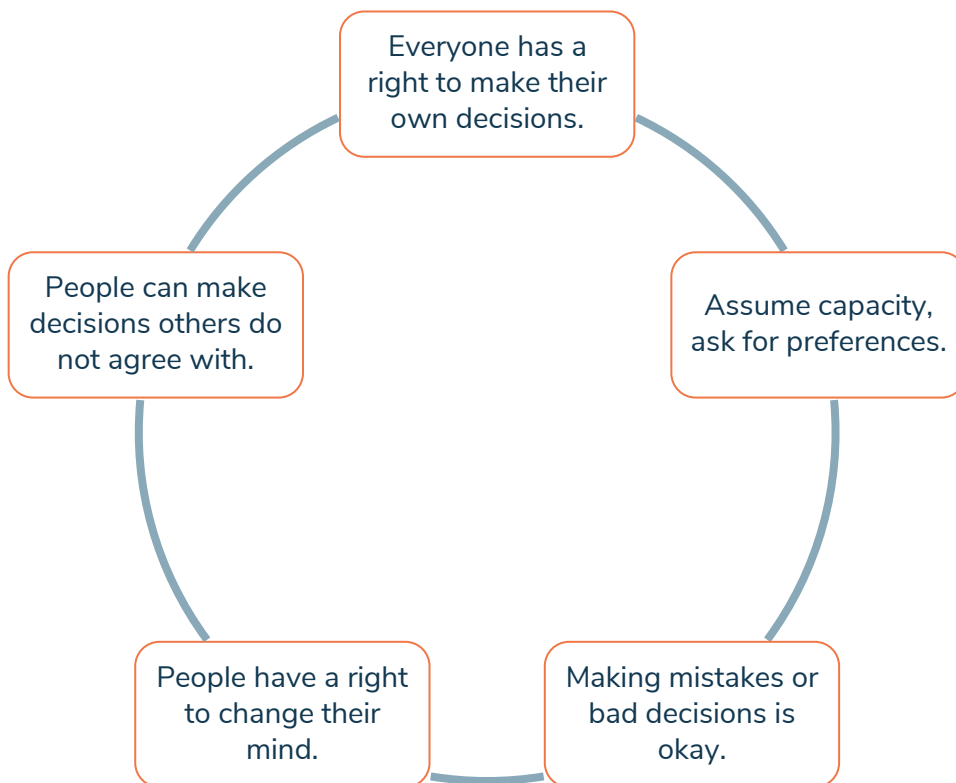 Everyone has a
right to make their
own decisions.
Assume capacity,
ask for preferences.
Making mistakes or
bad decisions is
okay.
People have a right
to change their
mind.
People can make
decisions others do
not agree with.